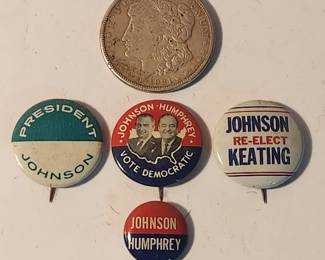 PRESIDENT
JOHNSON
JOHNSON·HUMPHREY
VOTE DEMOCRATIC
JOHNSON
RE-ELECT
KEATING
JOHNSON
HUMPHREY